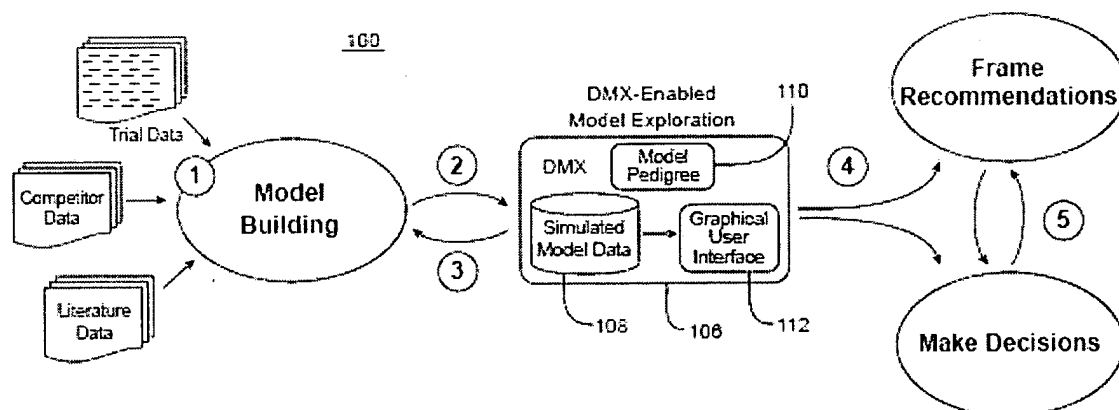 100
Trial Data
Competitor
Data
Literature
Data
1
Model
Building
2
3
DMX-Enabled
Model Exploration
110
DMX
Model
Pedigree
Simulated
Model Data
Graphical
User
Interface
108
106
112
4
Frame
Recommendations
5
Make Decisions